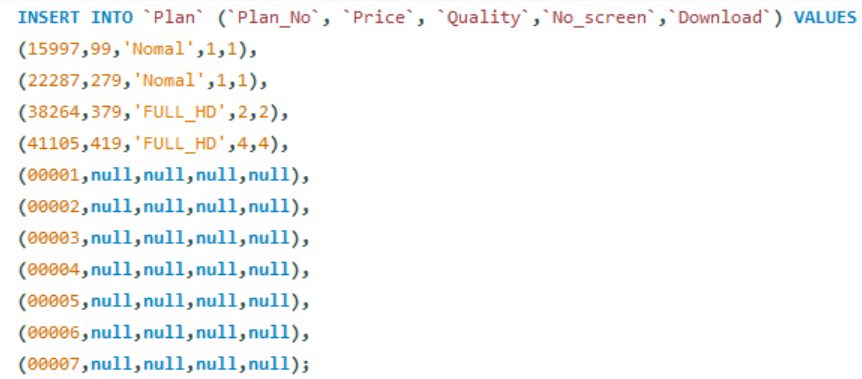 INSERT INTO `Plan` (`Plan_No`, `Price`, `Quality`,`No_screen`,`Download`) VALUES
(15997,99,'Nomal',1,1),
(22287,279,'Nomal',1,1),
(38264,379,'FULL_HD',2,2),
(41105,419,'FULL_HD',4,4),
(00001,null,null,null,null),
(00002,null,null,null,null),
(00003,null,null,null,null),
(00004,null,null,null,null),
(00005,null,null,null,null),
(00006,null,null,null,null),
(00007,null,null,null,null);